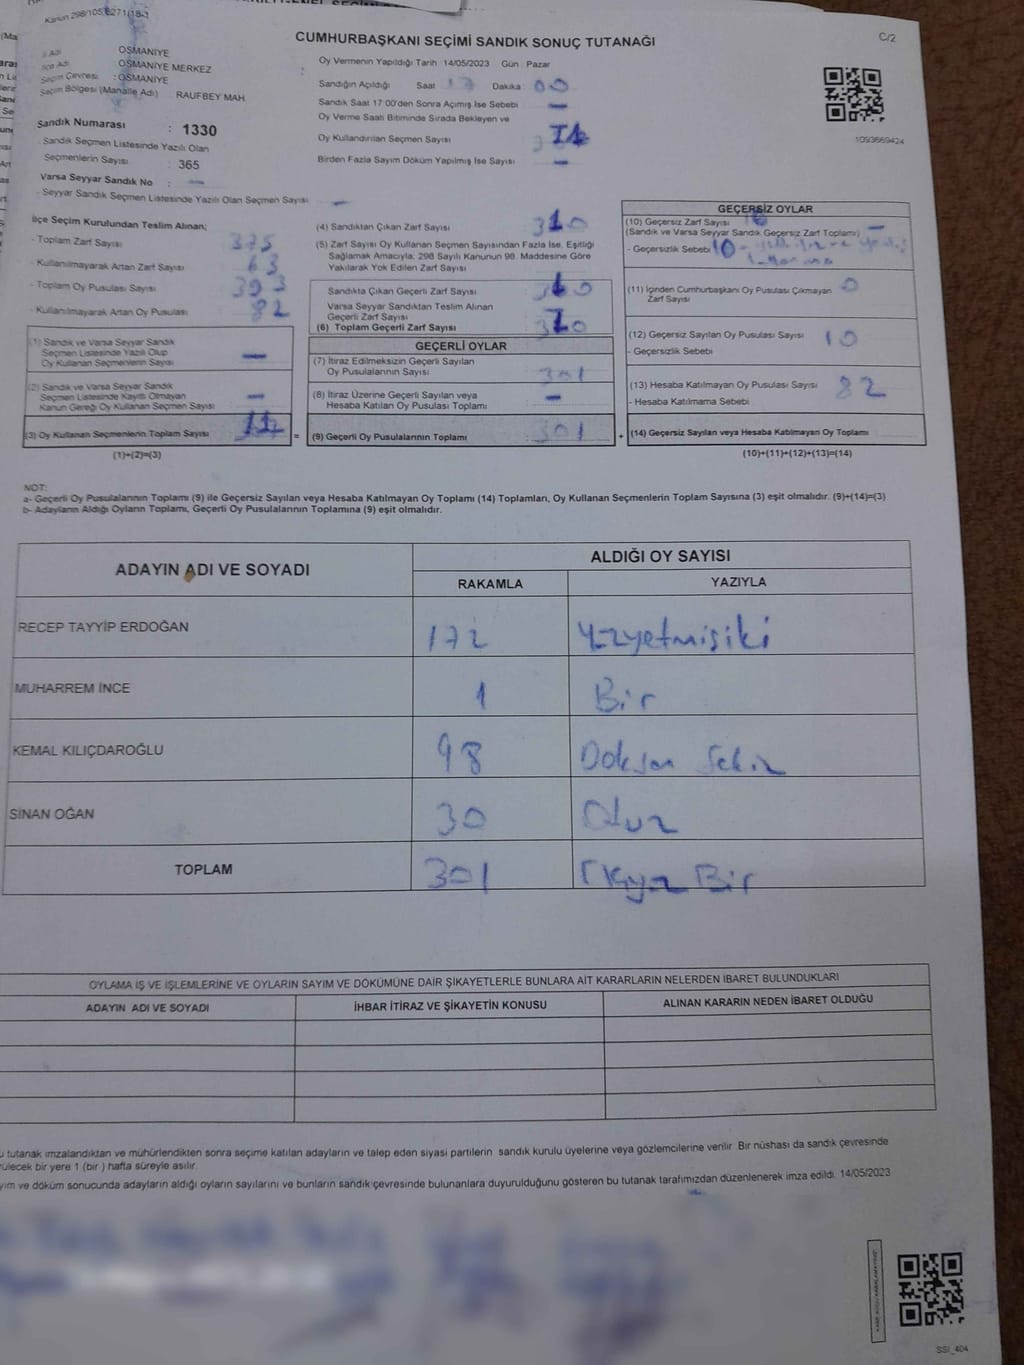 Kanun 298/105,6271(18-)
CUMHURBAŞKANI SEÇİMİ SANDIK SONUÇ TUTANAĞI
C/2
İl Adı OSMANİYE
İlçe Adı OSMANİYE MERKEZ
Seçim Çevresi : OSMANİYE
Seçim Bölgesi (Mahalle Adı) RAUFBEY MAH.
Sandık Numarası : 1330
Sandık Seçmen Listesinde Yazılı Olan
Seçmenlerin Sayısı : 365
Varsa Seyyar Sandık No : —
- Seyyar Sandık Seçmen Listesinde Yazılı Olan Seçmen Sayısı —
Oy Vermenin Yapıldığı Tarih 14/05/2023 Gün : Pazar
Sandığın Açıldığı Saat 17 Dakika : 00
Sandık Saat 17:00'den Sonra Açılmış İse Sebebi —
Oy Verme Saati Bitiminde Sırada Bekleyen ve
Oy Kullandırılan Seçmen Sayısı
Birden Fazla Sayım Döküm Yapılmış İse Sayısı —
1093669424
İlçe Seçim Kurulundan Teslim Alınan;
- Toplam Zarf Sayısı 375
- Kullanılmayarak Artan Zarf Sayısı 63
- Toplam Oy Pusulası Sayısı 393
- Kullanılmayarak Artan Oy Pusulası 82
(1) Sandık ve Varsa Seyyar Sandık
Seçmen Listesinde Yazılı Olup
Oy Kullanan Seçmenlerin Sayısı —
(2) Sandık ve Varsa Seyyar Sandık
Seçmen Listesinde Kayıtlı Olmayan
Kanun Gereği Oy Kullanan Seçmen Sayısı —
(3) Oy Kullanan Seçmenlerin Toplam Sayısı
(1)+(2)=(3)
(4) Sandıktan Çıkan Zarf Sayısı 310
(5) Zarf Sayısı Oy Kullanan Seçmen Sayısından Fazla İse, Eşitliği
Sağlamak Amacıyla; 298 Sayılı Kanunun 98. Maddesine Göre
Yakılarak Yok Edilen Zarf Sayısı
Sandıkta Çıkan Geçerli Zarf Sayısı
Varsa Seyyar Sandıktan Teslim Alınan
Geçerli Zarf Sayısı
(6) Toplam Geçerli Zarf Sayısı 310
GEÇERLİ OYLAR
(7) İtiraz Edilmeksizin Geçerli Sayılan
Oy Pusulalarının Sayısı 301
(8) İtiraz Üzerine Geçerli Sayılan veya
Hesaba Katılan Oy Pusulası Toplamı —
= (9) Geçerli Oy Pusulalarının Toplamı 301
GEÇERSİZ OYLAR
(10) Geçersiz Zarf Sayısı
(Sandık ve Varsa Seyyar Sandık Geçersiz Zarf Toplamı) —
- Geçersizlik Sebebi 10
(11) İçinden Cumhurbaşkanı Oy Pusulası Çıkmayan 0
Zarf Sayısı
(12) Geçersiz Sayılan Oy Pusulası Sayısı 10
- Geçersizlik Sebebi
(13) Hesaba Katılmayan Oy Pusulası Sayısı 82
- Hesaba Katılmama Sebebi
+ (14) Geçersiz Sayılan veya Hesaba Katılmayan Oy Toplamı
(10)+(11)+(12)+(13)=(14)
NOT:
a- Geçerli Oy Pusulalarının Toplamı (9) ile Geçersiz Sayılan veya Hesaba Katılmayan Oy Toplamı (14) Toplamları, Oy Kullanan Seçmenlerin Toplam Sayısına (3) eşit olmalıdır. (9)+(14)=(3)
b- Adayların Aldığı Oyların Toplamı, Geçerli Oy Pusulalarının Toplamına (9) eşit olmalıdır.
ADAYIN ADI VE SOYADI ALDIĞI OY SAYISI
RAKAMLA YAZIYLA
RECEP TAYYİP ERDOĞAN 172 Yüzyetmişiki
MUHARREM İNCE 1 Bir
KEMAL KILIÇDAROĞLU 98 Doksan Sekiz
SİNAN OĞAN 30 Otuz
TOPLAM 301 Bir
OYLAMA İŞ VE İŞLEMLERİNE VE OYLARIN SAYIM VE DÖKÜMÜNE DAİR ŞİKAYETLERLE BUNLARA AİT KARARLARIN NELERDEN İBARET BULUNDUKLARI
ADAYIN ADI VE SOYADI İHBAR İTİRAZ VE ŞİKAYETİN KONUSU ALINAN KARARIN NEDEN İBARET OLDUĞU
u tutanak imzalandıktan ve mühürlendikten sonra seçime katılan adayların ve talep eden siyasi partilerin sandık kurulu üyelerine veya gözlemcilerine verilir. Bir nüshası da sandık çevresinde
rülecek bir yere 1 (bir) hafta süreyle asılır.
yım ve döküm sonucunda adayların aldığı oyların sayılarını ve bunların sandık çevresinde bulunanlara duyurulduğunu gösteren bu tutanak tarafımızdan düzenlenerek imza edildi. 14/05/2023
SSI_404